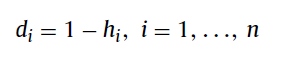 dᵢ = 1 − hᵢ, i = 1, . . . , n